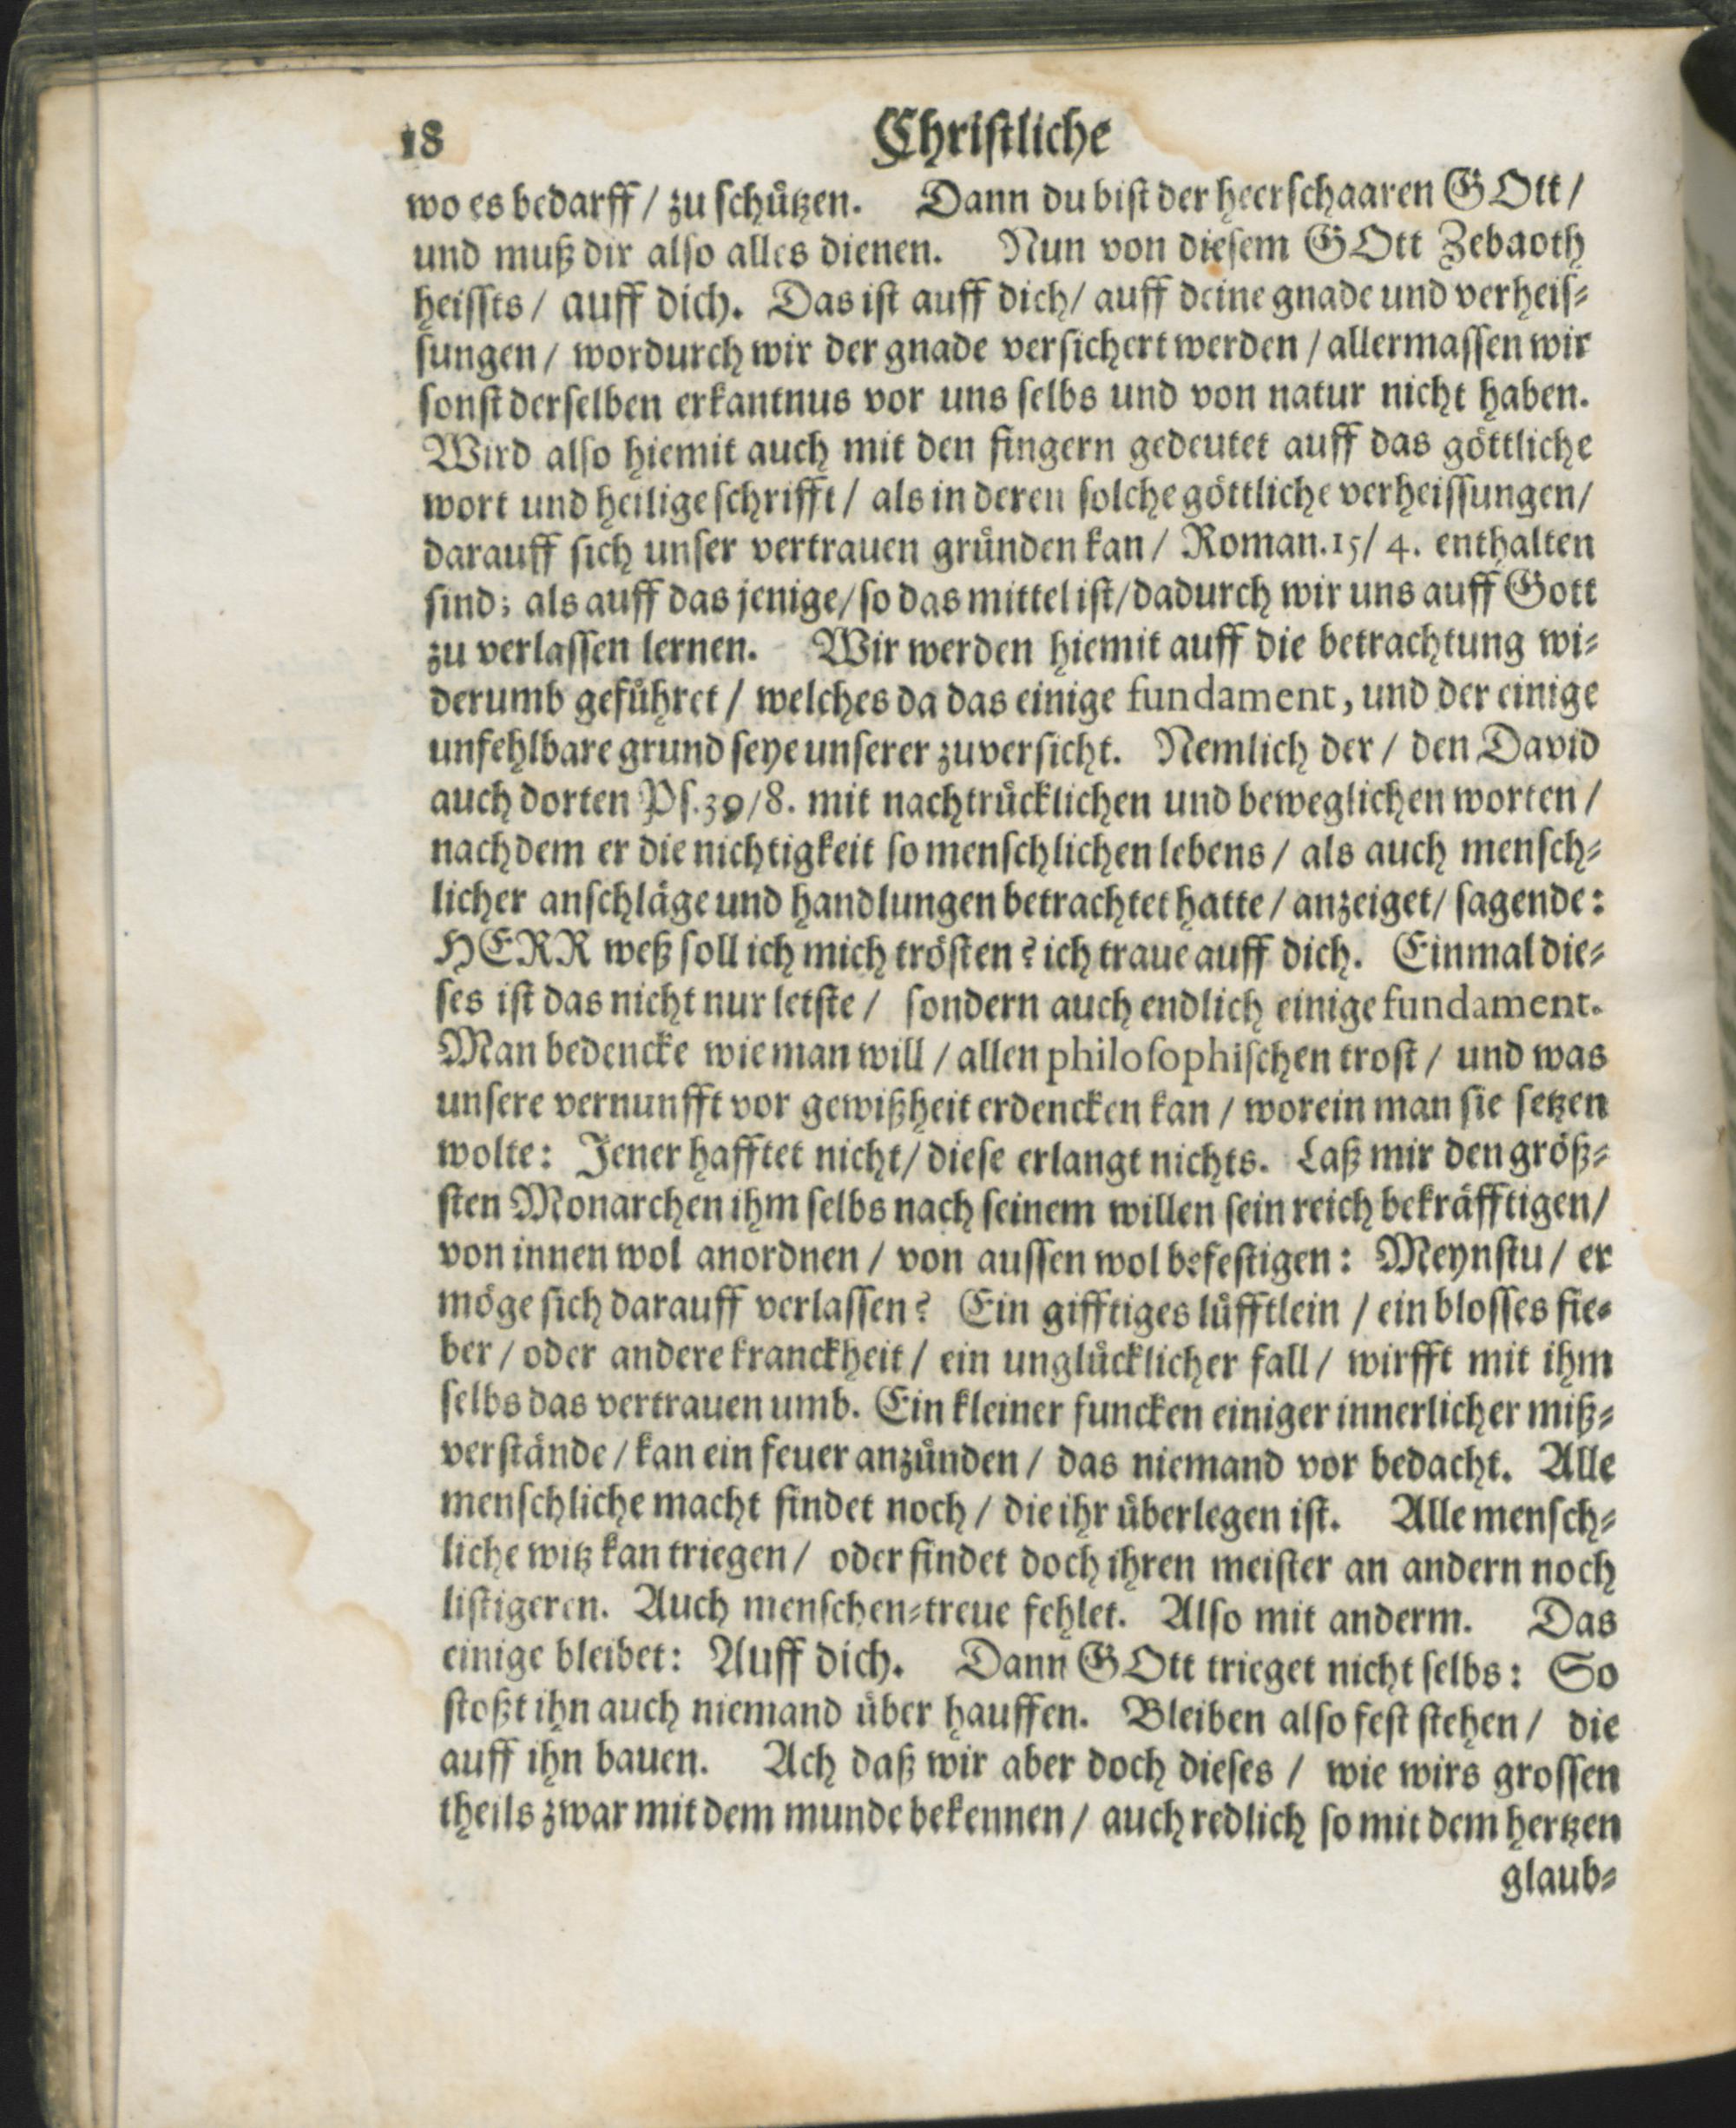 18 Christliche
wo es bedarff / zu schützen. Dann du bist der heerschaaren GOtt /
und muß dir also alles dienen. Nun von diesem GOtt Zebaoth
heissts / auff dich. Das ist auff dich / auff deine gnade und verheis-
sungen / wordurch wir der gnade versichert werden / allermassen wir
sonst derselben erkantnus vor uns selbs und von natur nicht haben.
Wird also hiemit auch mit den fingern gedeutet auff das göttliche
wort und heilige schrifft / als in deren solche göttliche verheissungen /
darauff sich unser vertrauen gründen kan / Roman. 15 / 4. enthalten
sind; als auff das jenige / so das mittel ist / dadurch wir uns auff Gott
zu verlassen lernen. Wir werden hiemit auff die betrachtung wi-
derumb geführet / welches da das einige fundament, und der einige
unfehlbare grund seye unserer zuversicht. Nemlich der / den David
auch dorten Ps. 39 / 8. mit nachtrücklichen und beweglichen worten /
nachdem er die nichtigkeit so menschlichen lebens / als auch mensch-
licher anschläge und handlungen betrachtet hatte / anzeiget / sagende:
HERR weß soll ich mich trösten? ich traue auff dich. Einmal die-
ses ist das nicht nur letste / sondern auch endlich einige fundament.
Man bedencke wie man will / allen philosophischen trost / und was
unsere vernunfft vor gewißheit erdencken kan / worein man sie setzen
wolte: Jener hafftet nicht / diese erlangt nichts. Laß mir den größ-
sten Monarchen ihm selbs nach seinem willen sein reich bekräfftigen /
von innen wol anordnen / von aussen wol befestigen: Meynstu / er
möge sich darauff verlassen? Ein gifftiges lüfftlein / ein blosses fie-
ber / oder andere kranckheit / ein unglücklicher fall / wirfft mit ihm
selbs das vertrauen umb. Ein kleiner funcken einiger innerlicher miß-
verstände / kan ein feuer anzünden / das niemand vor bedacht. Alle
menschliche macht findet noch / die ihr überlegen ist. Alle mensch-
liche witz kan triegen / oder findet doch ihren meister an andern noch
listigeren. Auch menschen-treue fehlet. Also mit anderm. Das
einige bleibet: Auff dich. Dann GOtt trieget nicht selbs: So
stoßt ihn auch niemand über hauffen. Bleiben also fest stehen / die
auff ihn bauen. Ach daß wir aber doch dieses / wie wirs grossen
theils zwar mit dem munde bekennen / auch redlich so mit dem hertzen
glaub-